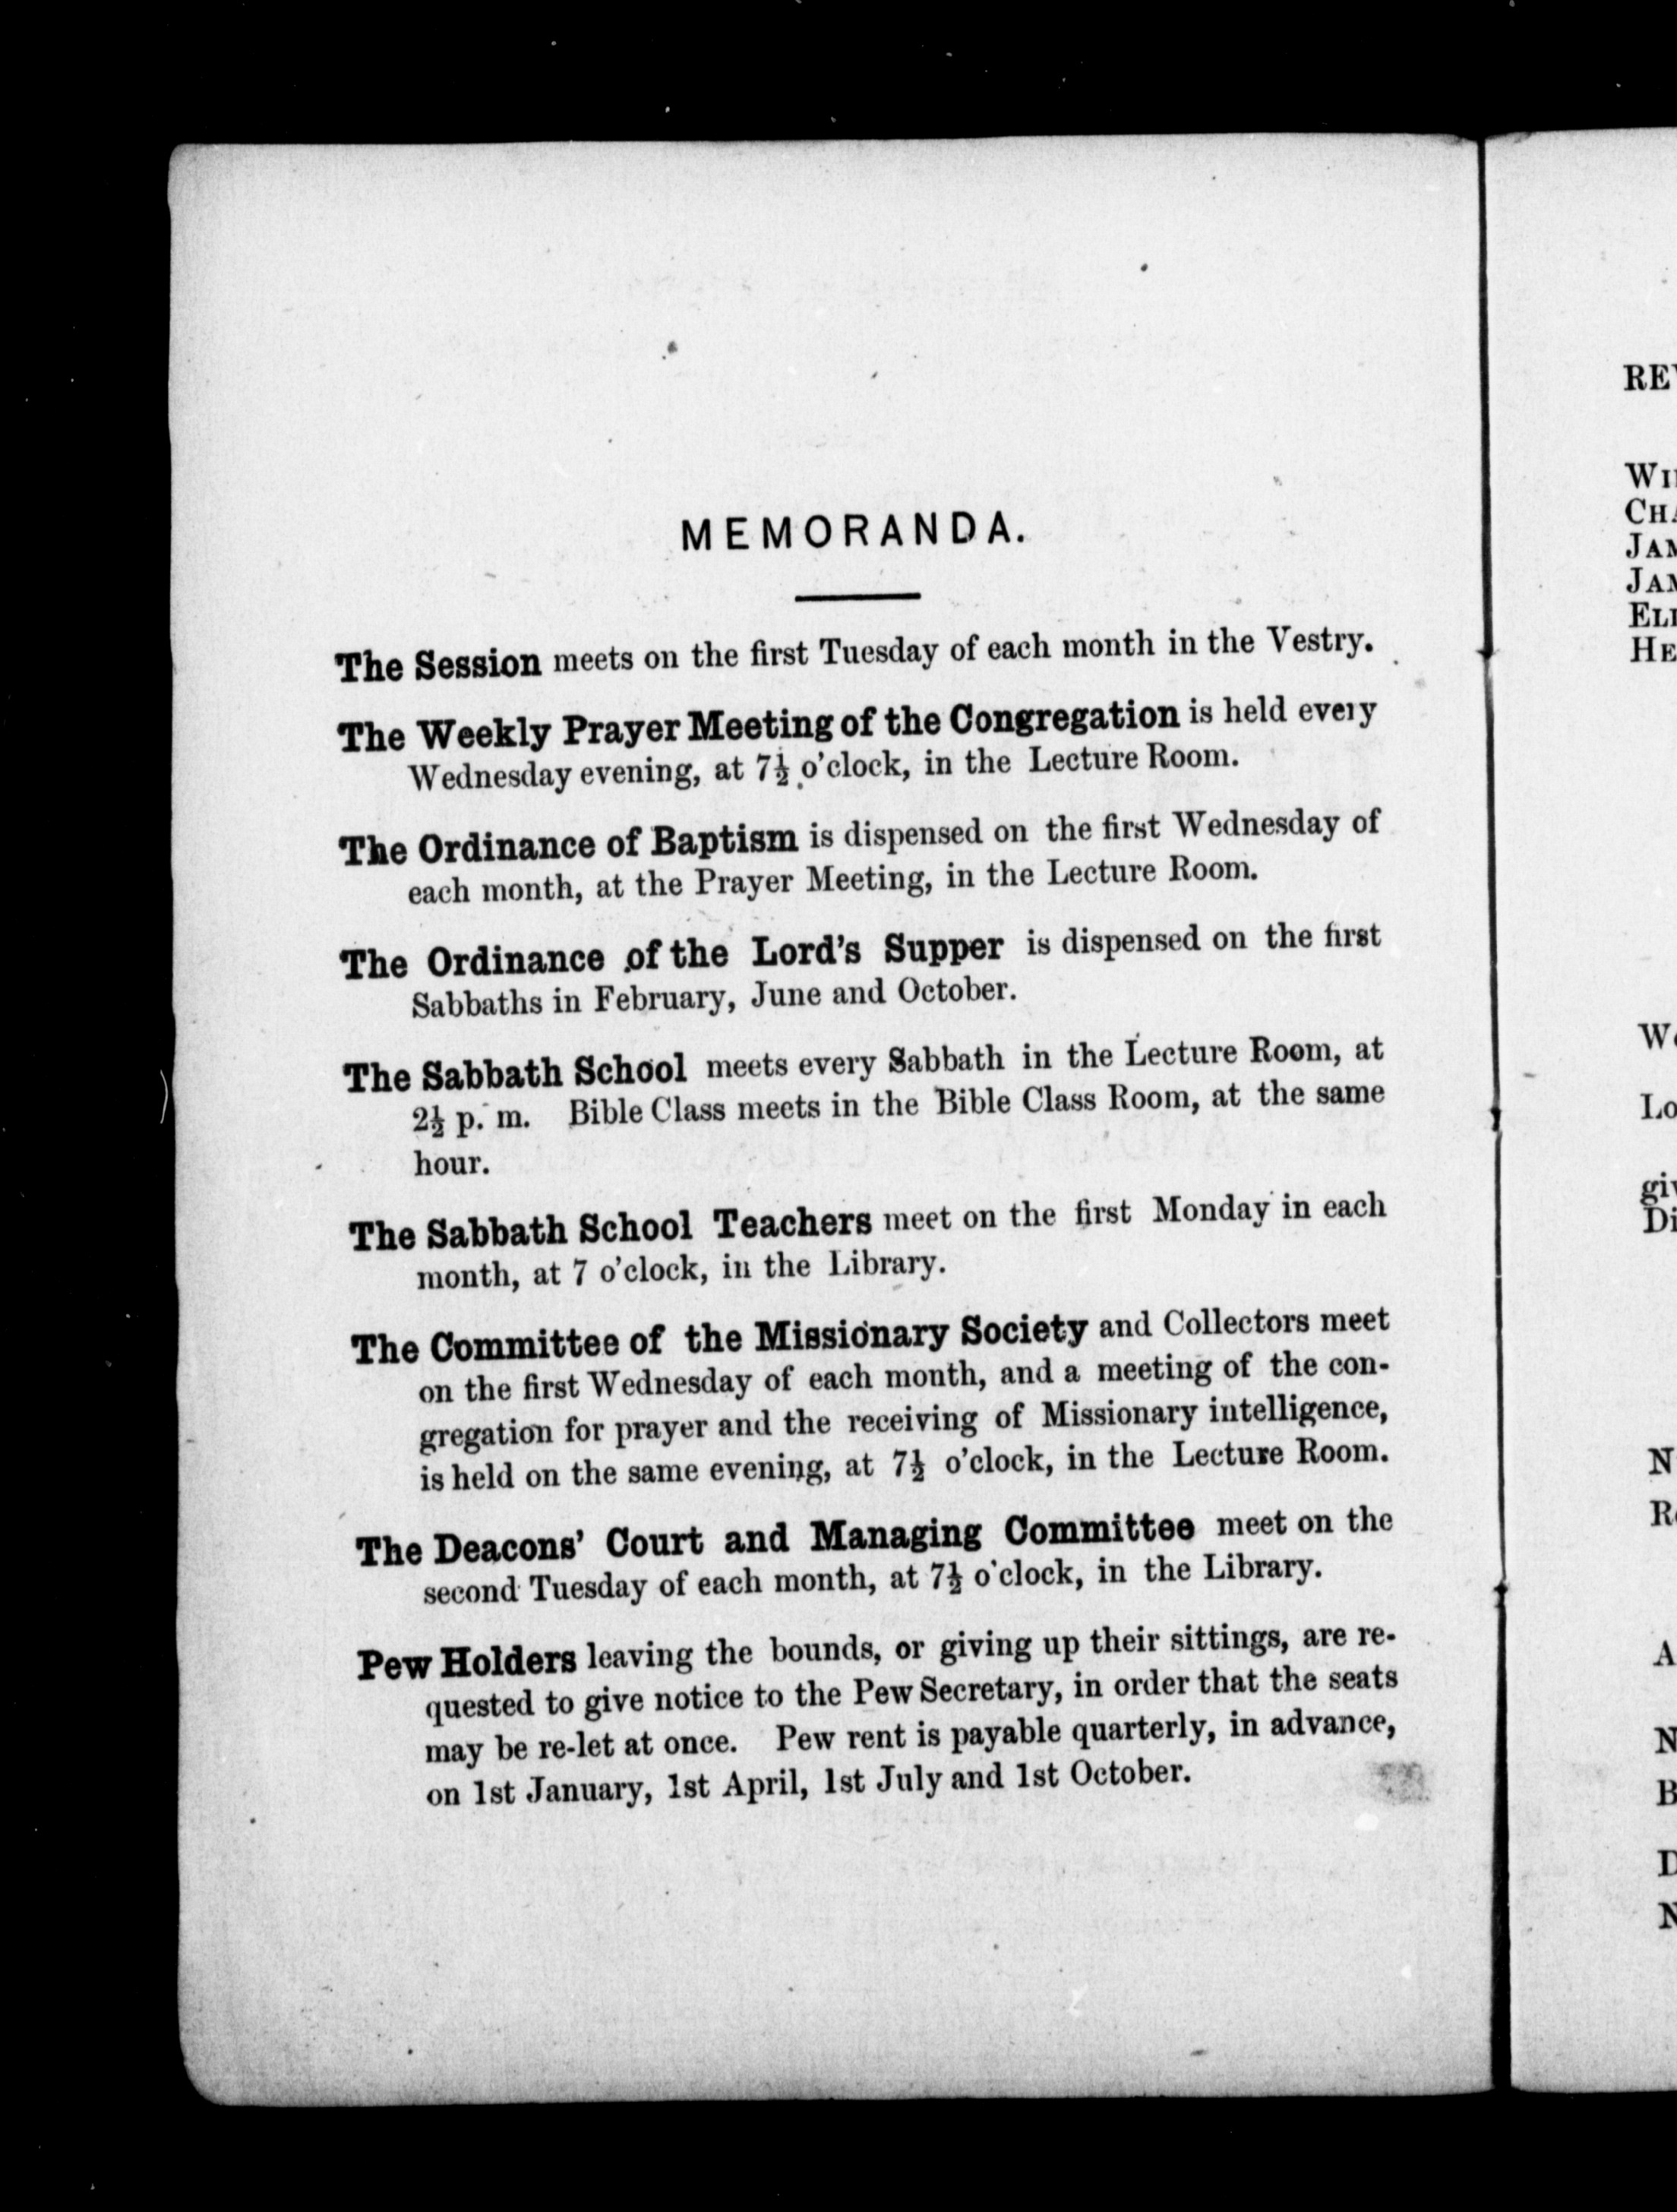 MEMORANDA.
The Session meets on the first Tuesday of each month in the Vestry.
The Weekly Prayer Meeting of the Congregation is held every
Wednesday evening, at 7½ o'clock, in the Lecture Room.
The Ordinance of Baptism is dispensed on the first Wednesday of
each month, at the Prayer Meeting, in the Lecture Room.
The Ordinance of the Lord's Supper is dispensed on the first
Sabbaths in February, June and October.
The Sabbath School meets every Sabbath in the Lecture Room, at
2½ p. m. Bible Class meets in the Bible Class Room, at the same
hour.
The Sabbath School Teachers meet on the first Monday in each
month, at 7 o'clock, in the Library.
The Committee of the Missionary Society and Collectors meet
on the first Wednesday of each month, and a meeting of the con-
gregation for prayer and the receiving of Missionary intelligence,
is held on the same evening, at 7½ o'clock, in the Lecture Room.
The Deacons' Court and Managing Committee meet on the
second Tuesday of each month, at 7½ o'clock, in the Library.
Pew Holders leaving the bounds, or giving up their sittings, are re-
quested to give notice to the Pew Secretary, in order that the seats
may be re-let at once. Pew rent is payable quarterly, in advance,
on 1st January, 1st April, 1st July and 1st October.